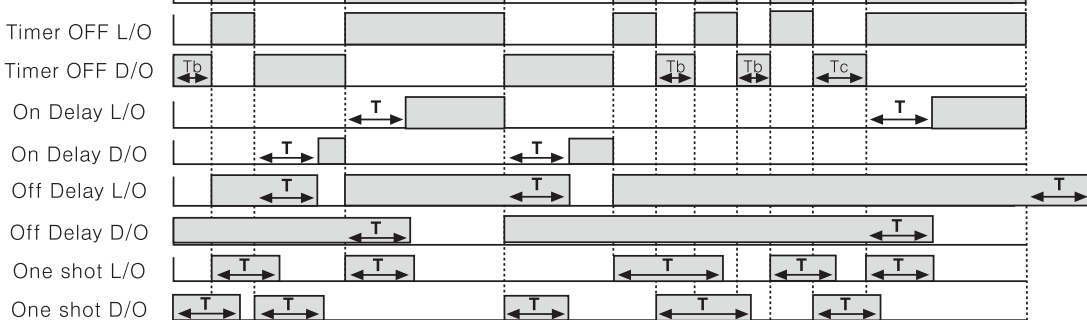 Timer OFF L/O
Timer OFF D/O Tb Tb Tb Tc
On Delay L/O T T
On Delay D/O T T
Off Delay L/O T T T
Off Delay D/O T T
One shot L/O T T T T T
One shot D/O T T T T T